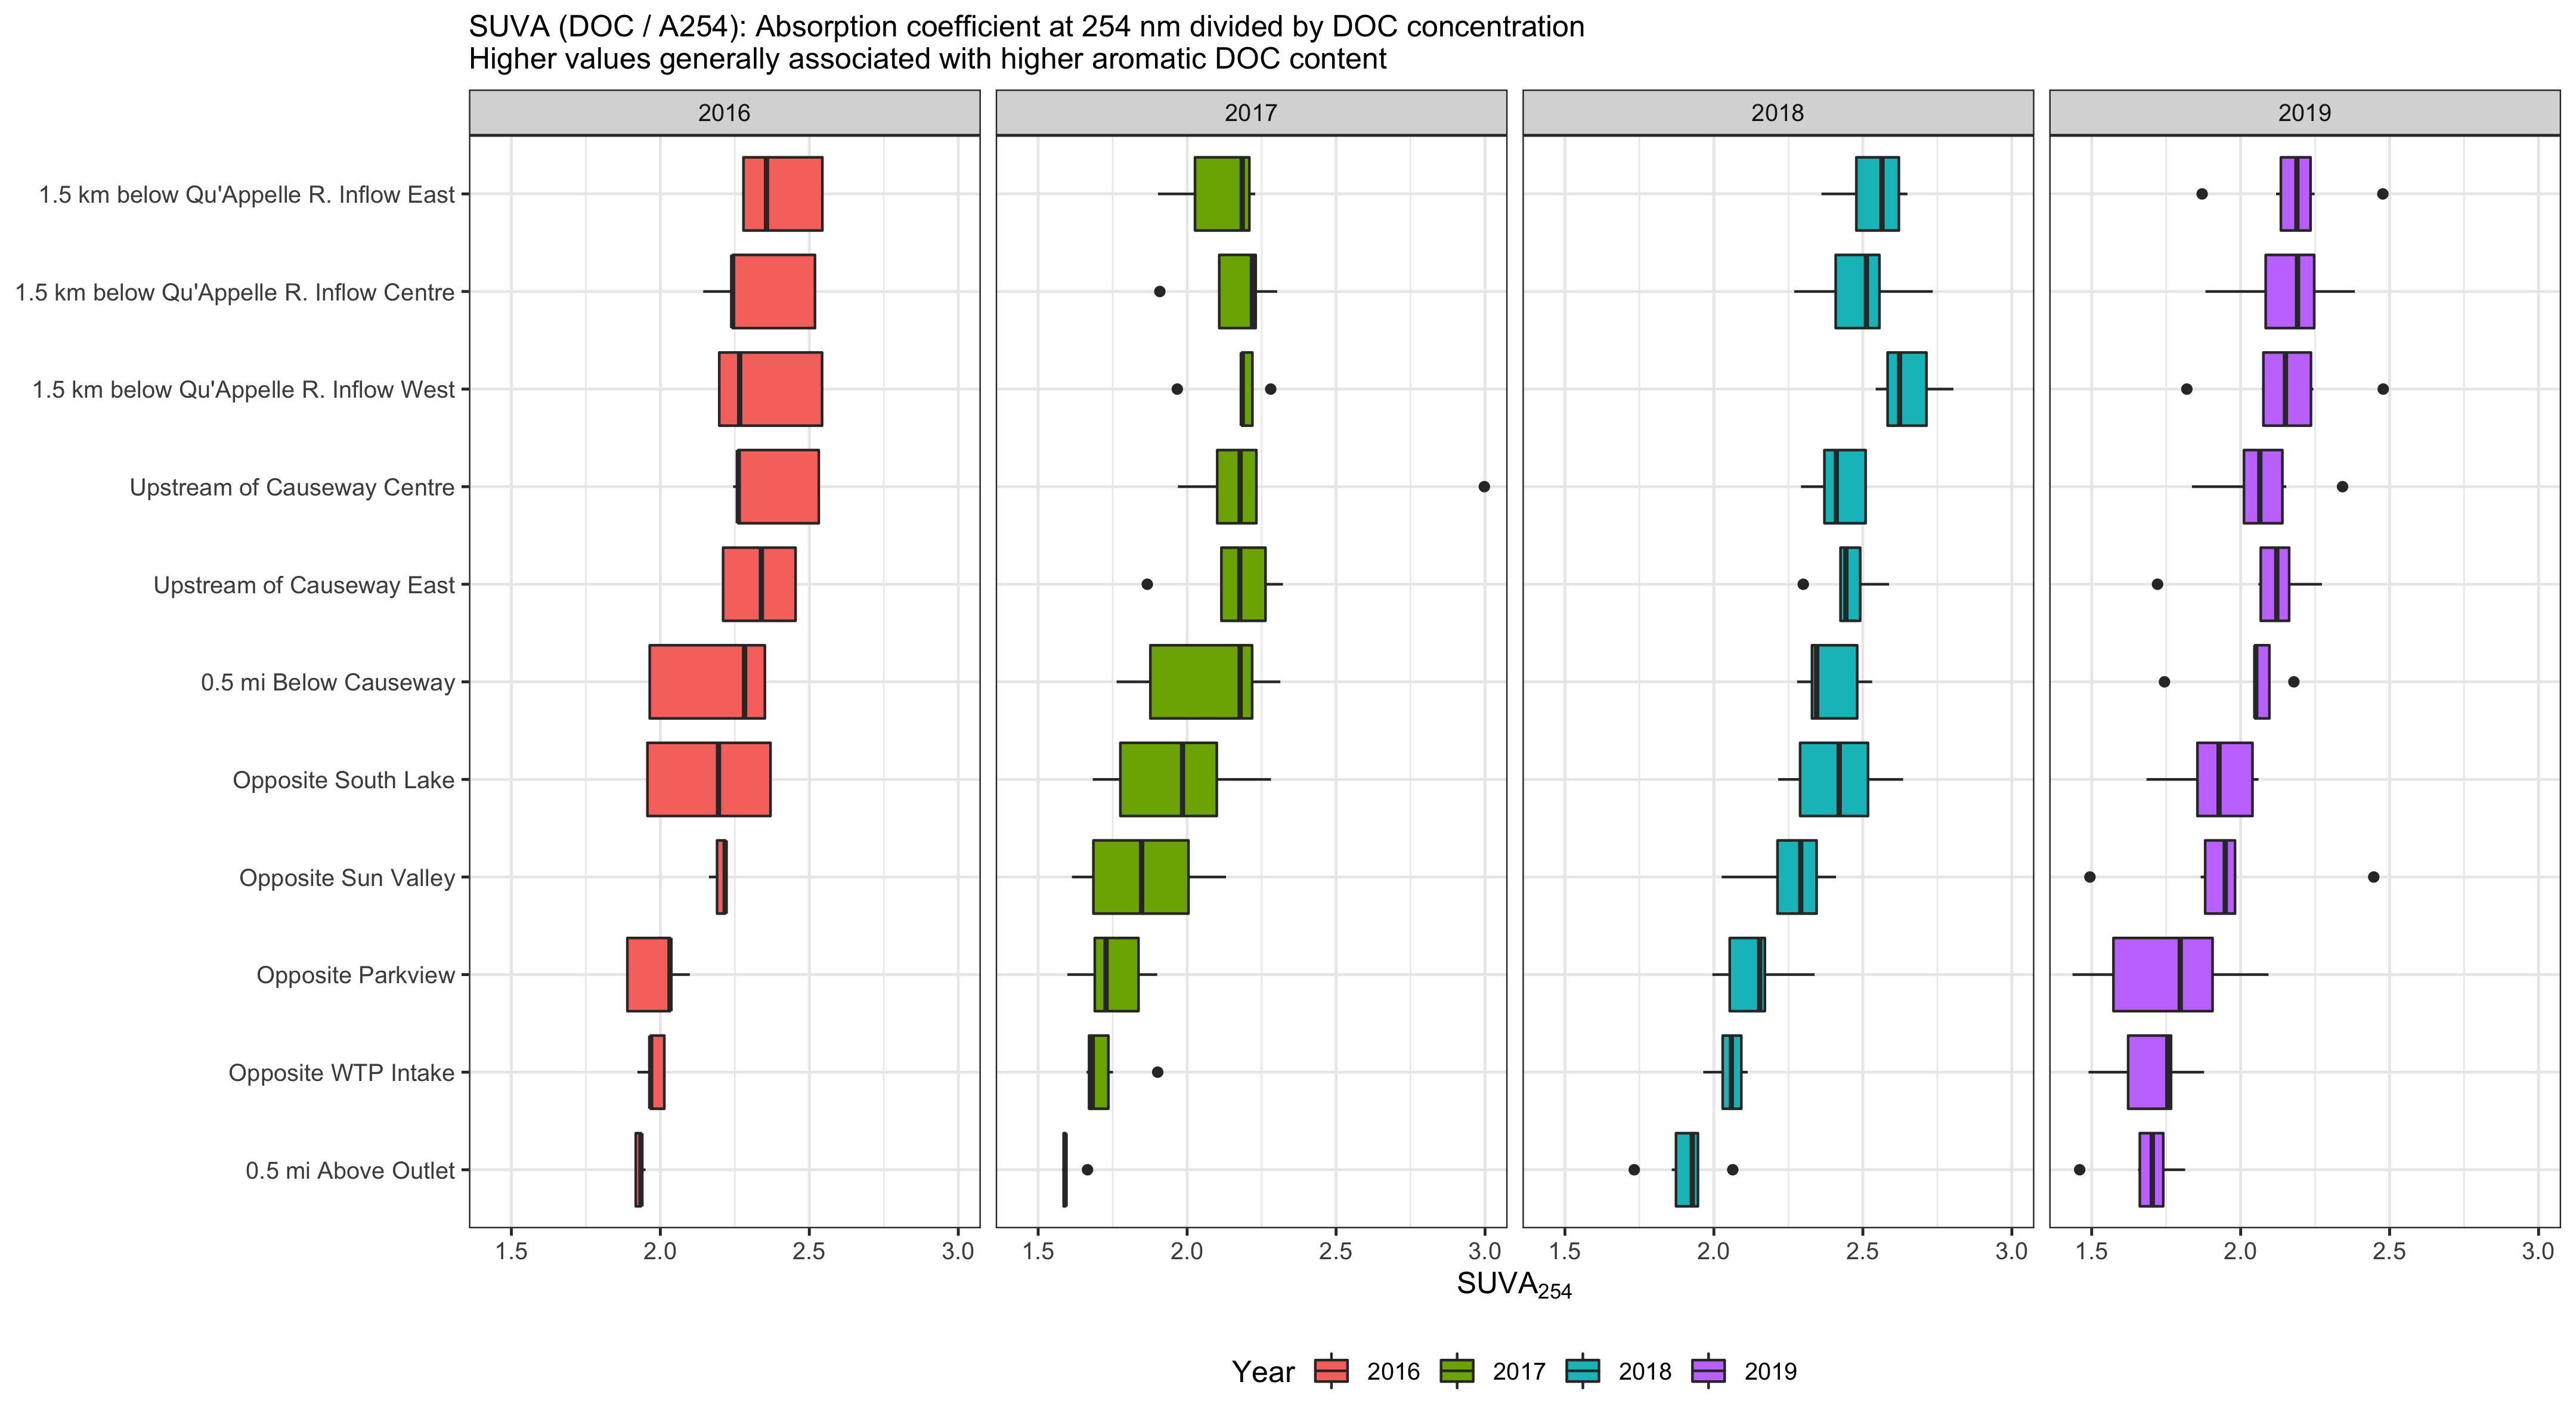 SUVA (DOC / A254): Absorption coefficient at 254 nm divided by DOC concentration
Higher values generally associated with higher aromatic DOC content
2016
2017
2018
2019
1.5 km below Qu'Appelle R. Inflow East
1.5 km below Qu'Appelle R. Inflow Centre
1.5 km below Qu'Appelle R. Inflow West
Upstream of Causeway Centre
Upstream of Causeway East
0.5 mi Below Causeway
Opposite South Lake
Opposite Sun Valley
Opposite Parkview
Opposite WTP Intake
0.5 mi Above Outlet
1.5 2.0 2.5 3.0
1.5 2.0 2.5 3.0
1.5 2.0 2.5 3.0
1.5 2.0 2.5 3.0
SUVA254
Year 2016 2017 2018 2019